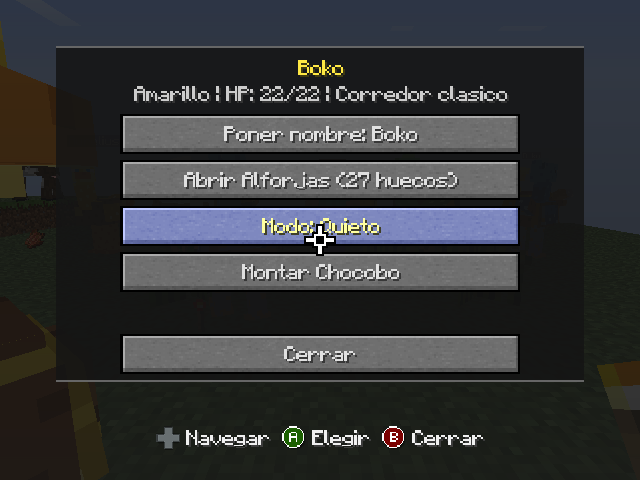 Boko
Amarillo | HP: 22/22 | Corredor clasico
Poner nombre: Boko
Abrir Alforjas (27 huecos)
Modo: Quieto
Montar Chocobo
Cerrar
Navegar A Elegir B Cerrar